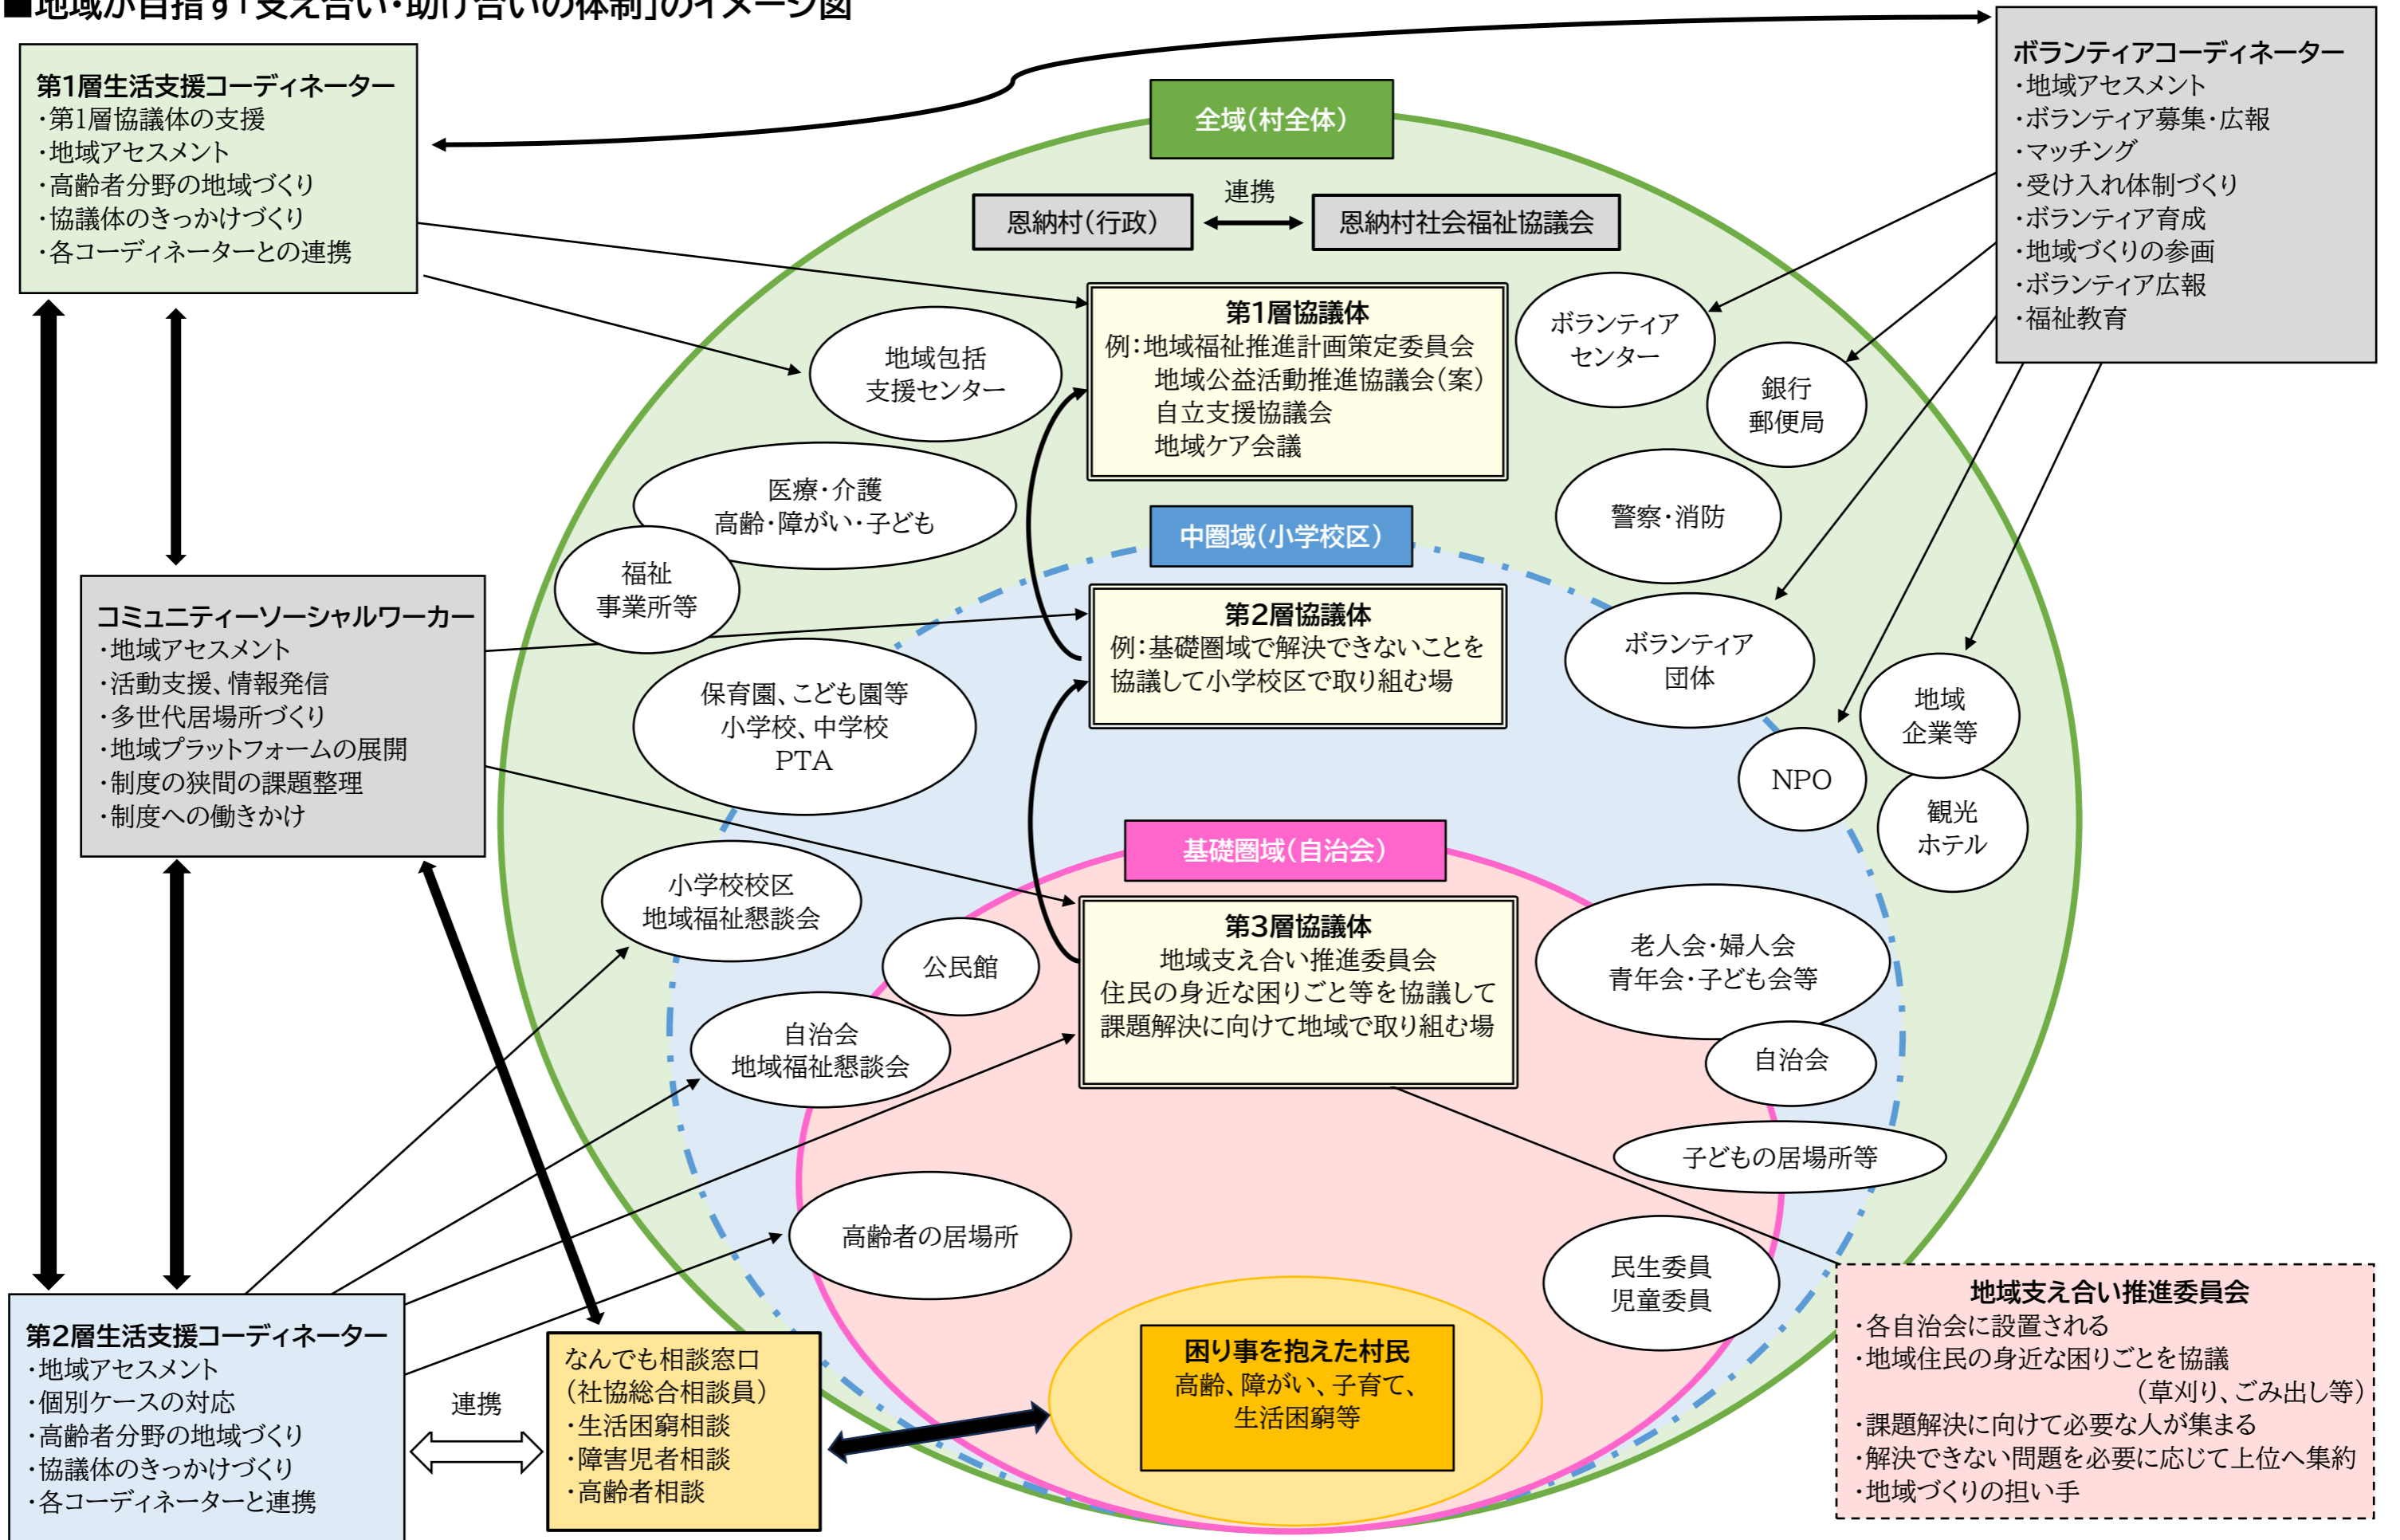 ■地域が目指す「支え合い・助け合いの体制」のイメージ図
第1層生活支援コーディネーター
・第1層協議体の支援
・地域アセスメント
・高齢者分野の地域づくり
・協議体のきっかけづくり
・各コーディネーターとの連携
ボランティアコーディネーター
・地域アセスメント
・ボランティア募集・広報
・マッチング
・受け入れ体制づくり
・ボランティア育成
・地域づくりの参画
・ボランティア広報
・福祉教育
全域(村全体)
恩納村(行政)
連携
恩納村社会福祉協議会
第1層協議体
例:地域福祉推進計画策定委員会
地域公益活動推進協議会(案)
自立支援協議会
地域ケア会議
地域包括
支援センター
ボランティア
センター
銀行
郵便局
医療・介護
高齢・障がい・子ども
福祉
事業所等
警察・消防
中圏域(小学校区)
第2層協議体
例:基礎圏域で解決できないことを
協議して小学校区で取り組む場
コミュニティーソーシャルワーカー
・地域アセスメント
・活動支援、情報発信
・多世代居場所づくり
・地域プラットフォームの展開
・制度の狭間の課題整理
・制度への働きかけ
保育園、こども園等
小学校、中学校
PTA
ボランティア
団体
地域
企業等
NPO
観光
ホテル
基礎圏域(自治会)
小学校校区
地域福祉懇談会
公民館
第3層協議体
地域支え合い推進委員会
住民の身近な困りごと等を協議して
課題解決に向けて地域で取り組む場
老人会・婦人会
青年会・子ども会等
自治会
地域福祉懇談会
自治会
子どもの居場所等
高齢者の居場所
民生委員
児童委員
第2層生活支援コーディネーター
・地域アセスメント
・個別ケースの対応
・高齢者分野の地域づくり
・協議体のきっかけづくり
・各コーディネーターと連携
連携
なんでも相談窓口
(社協総合相談員)
・生活困窮相談
・障害児者相談
・高齢者相談
困り事を抱えた村民
高齢、障がい、子育て、
生活困窮等
地域支え合い推進委員会
・各自治会に設置される
・地域住民の身近な困りごとを協議
(草刈り、ごみ出し等)
・課題解決に向けて必要な人が集まる
・解決できない問題を必要に応じて上位へ集約
・地域づくりの担い手